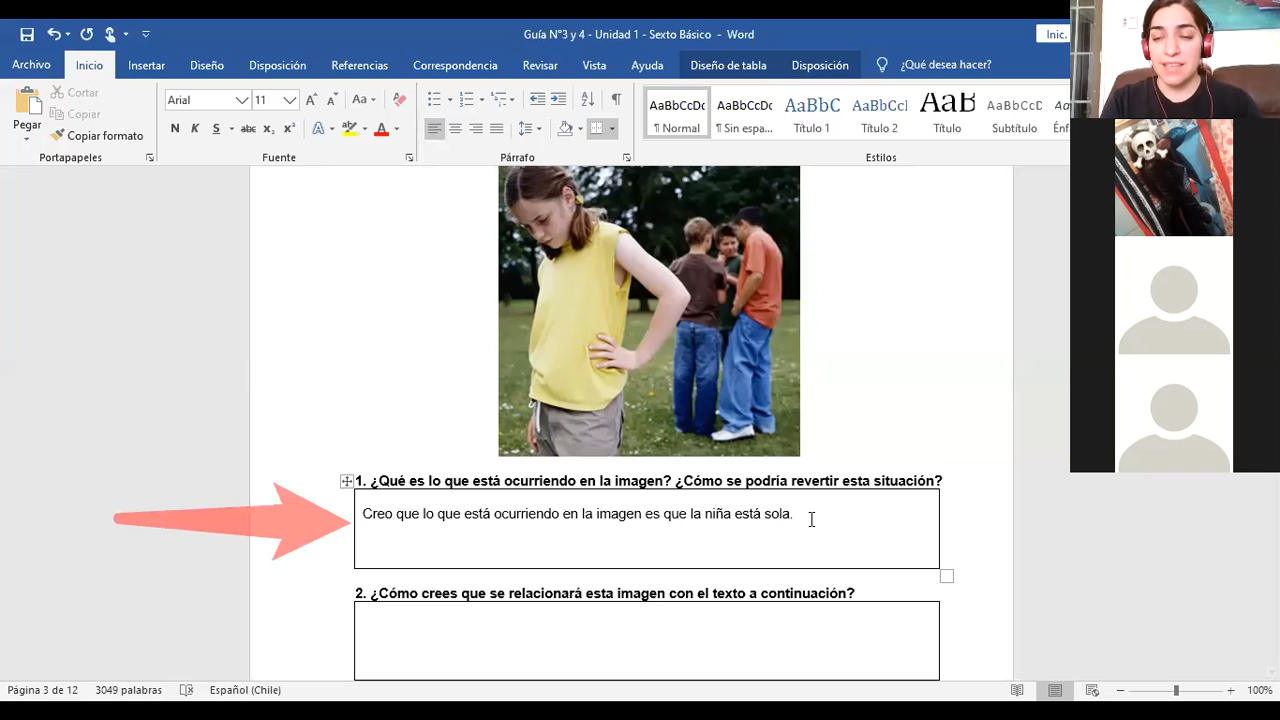 Guía N°3 y 4 - Unidad 1 - Sexto Básico - Word
Inic.
Archivo Inicio Insertar Diseño Disposición Referencias Correspondencia Revisar Vista Ayuda Diseño de tabla Disposición ¿Qué desea hacer?
Pegar
Cortar
Copiar
Copiar formato
Portapapeles
Arial 11
Fuente
Párrafo
AaBbCcDc AaBbCcDc AaBbC AaBbCcI AaB AaBbCcD
¶ Normal ¶ Sin espa... Título 1 Título 2 Título Subtítulo Énf
Estilos
1. ¿Qué es lo que está ocurriendo en la imagen? ¿Cómo se podría revertir esta situación?
Creo que lo que está ocurriendo en la imagen es que la niña está sola.
2. ¿Cómo crees que se relacionará esta imagen con el texto a continuación?
Página 3 de 12 3049 palabras Español (Chile) 100%